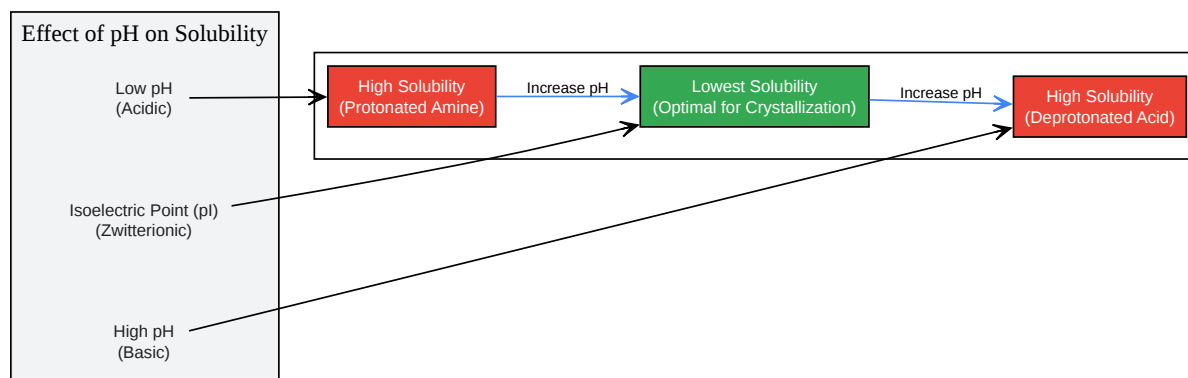 Effect of pH on Solubility
Low pH
(Acidic)
High Solubility
(Protonated Amine)
Increase pH
Lowest Solubility
(Optimal for Crystallization)
Increase pH
High Solubility
(Deprotonated Acid)
Isoelectric Point (pI)
(Zwitterionic)
High pH
(Basic)